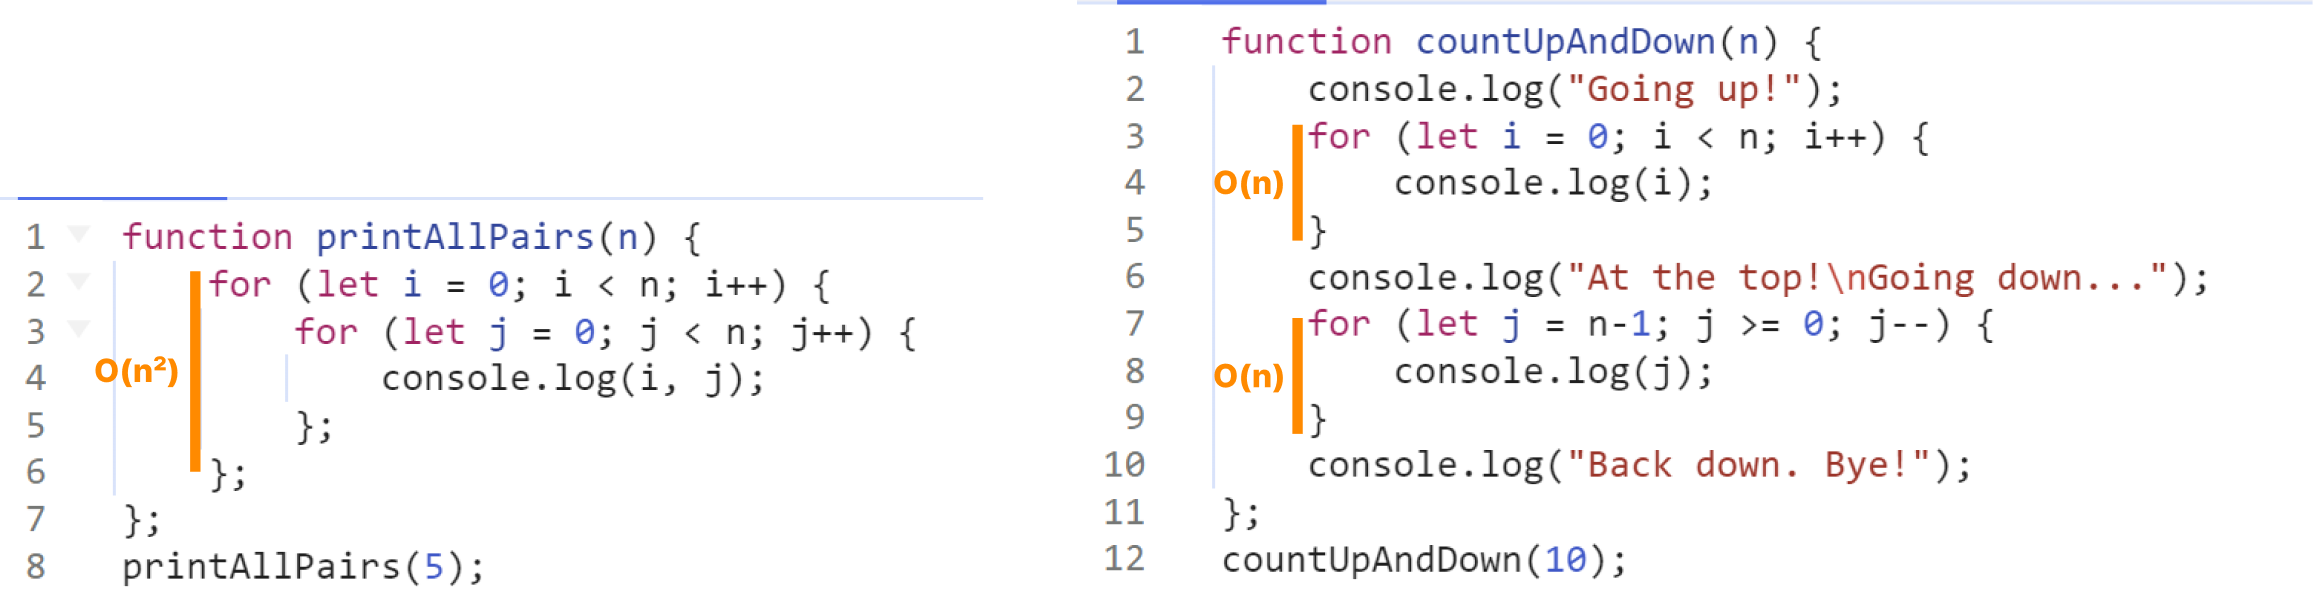 1 function printAllPairs(n) {
2 for (let i = 0; i < n; i++) {
3 for (let j = 0; j < n; j++) {
O(n²)
4 console.log(i, j);
5 };
6 };
7 };
8 printAllPairs(5);
1 function countUpAndDown(n) {
2 console.log("Going up!");
3 for (let i = 0; i < n; i++) {
O(n)
4 console.log(i);
5 }
6 console.log("At the top!\nGoing down...");
7 for (let j = n-1; j >= 0; j--) {
O(n)
8 console.log(j);
9 }
10 console.log("Back down. Bye!");
11 };
12 countUpAndDown(10);